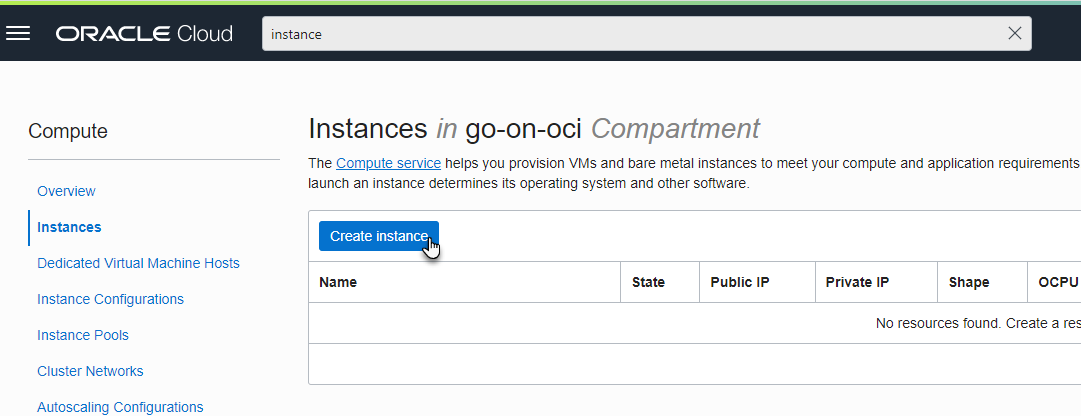 ORACLE Cloud
instance
Compute
Overview
Instances
Dedicated Virtual Machine Hosts
Instance Configurations
Instance Pools
Cluster Networks
Autoscaling Configurations
Instances in go-on-oci Compartment
The Compute service helps you provision VMs and bare metal instances to meet your compute and application requirements
launch an instance determines its operating system and other software.
Create instance
Name State Public IP Private IP Shape OCPU
No resources found. Create a res